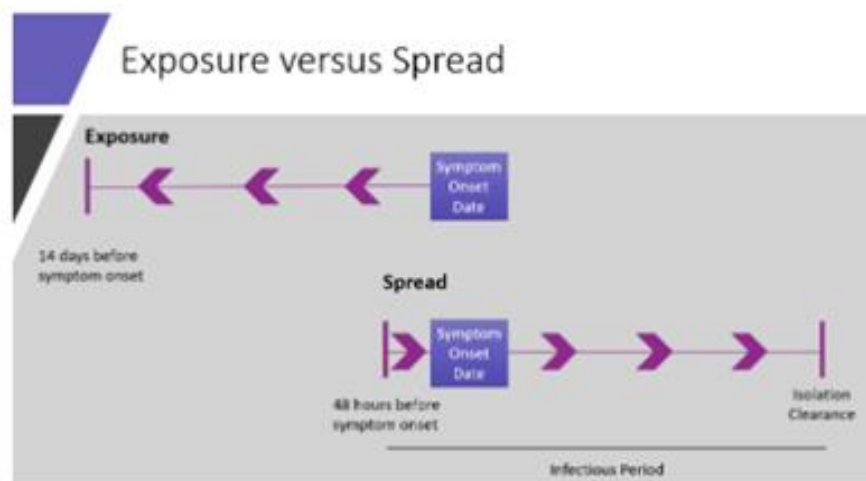 Exposure versus Spread
Exposure
Symptom
Onset
Date
14 days before
symptom onset
Spread
Symptom
Onset
Date
48 hours before
symptom onset
Isolation
Clearance
Infectious Period